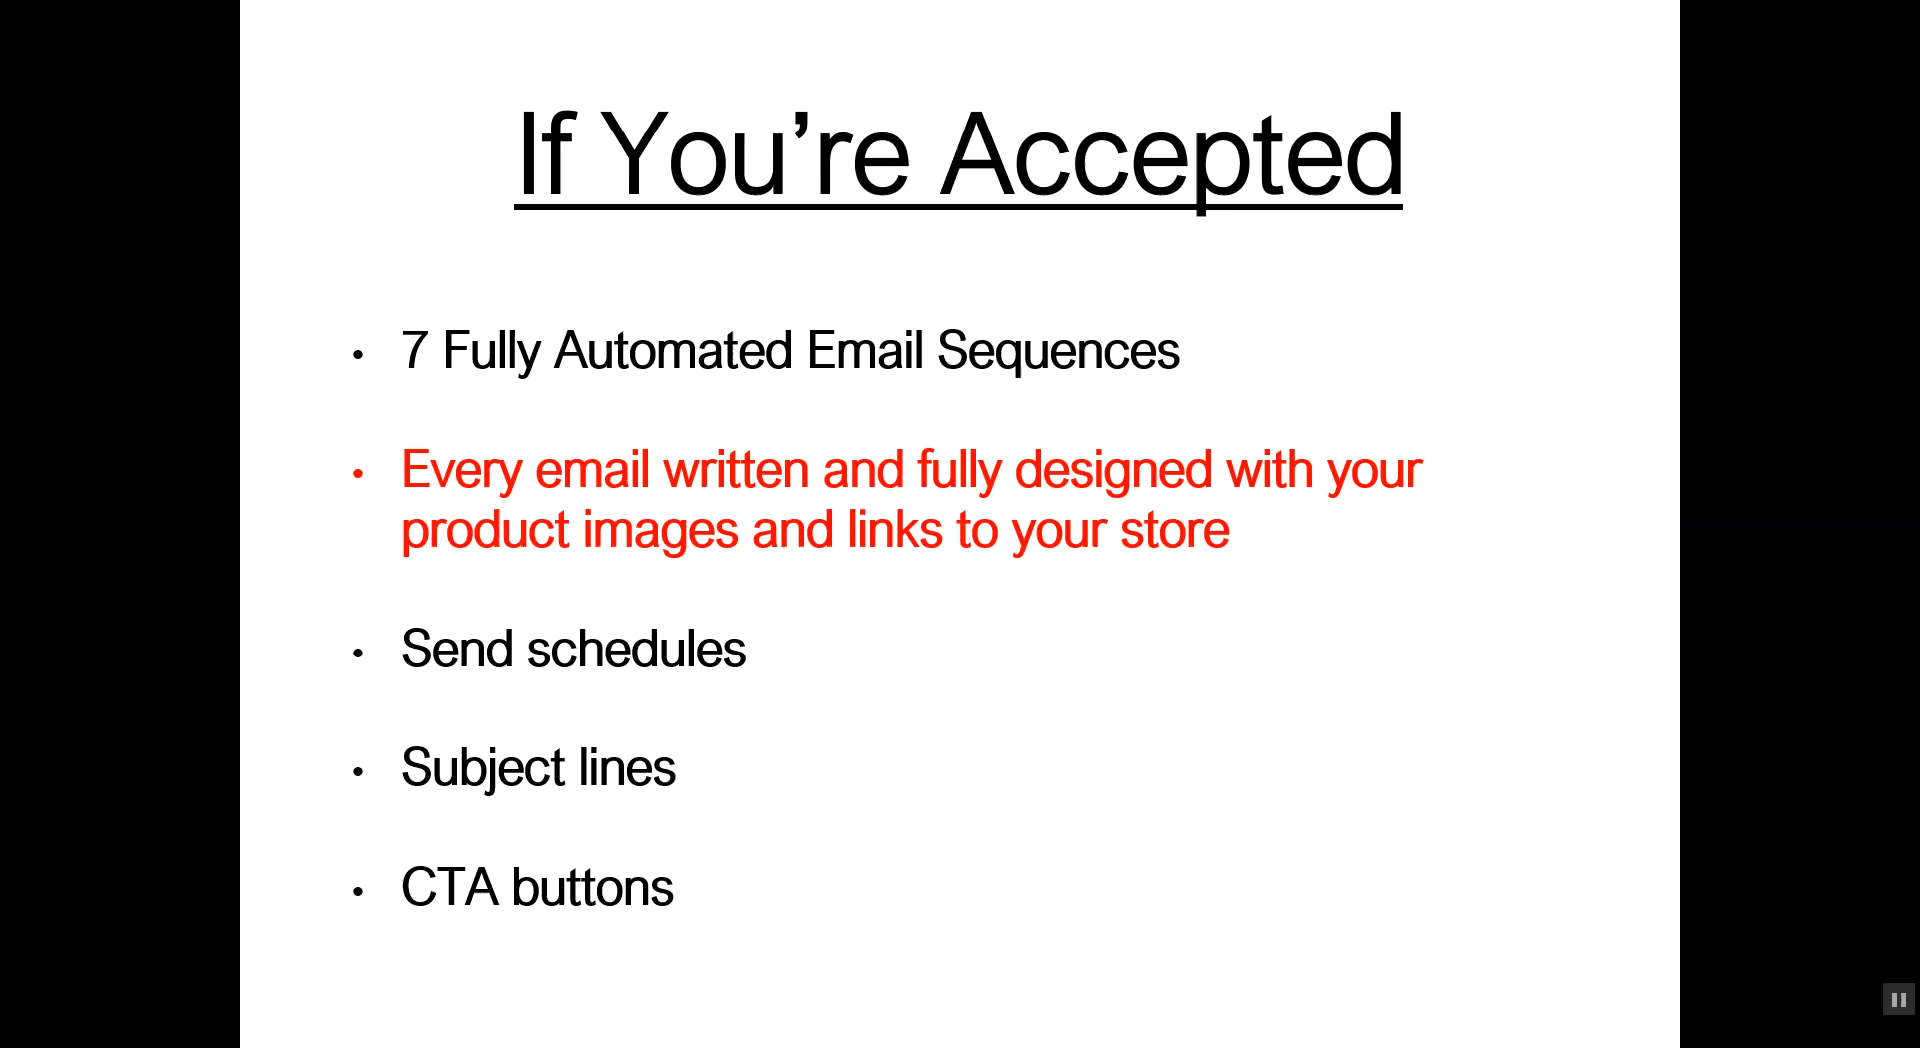 If You’re Accepted
• 7 Fully Automated Email Sequences
• Every email written and fully designed with your
product images and links to your store
• Send schedules
• Subject lines
• CTA buttons